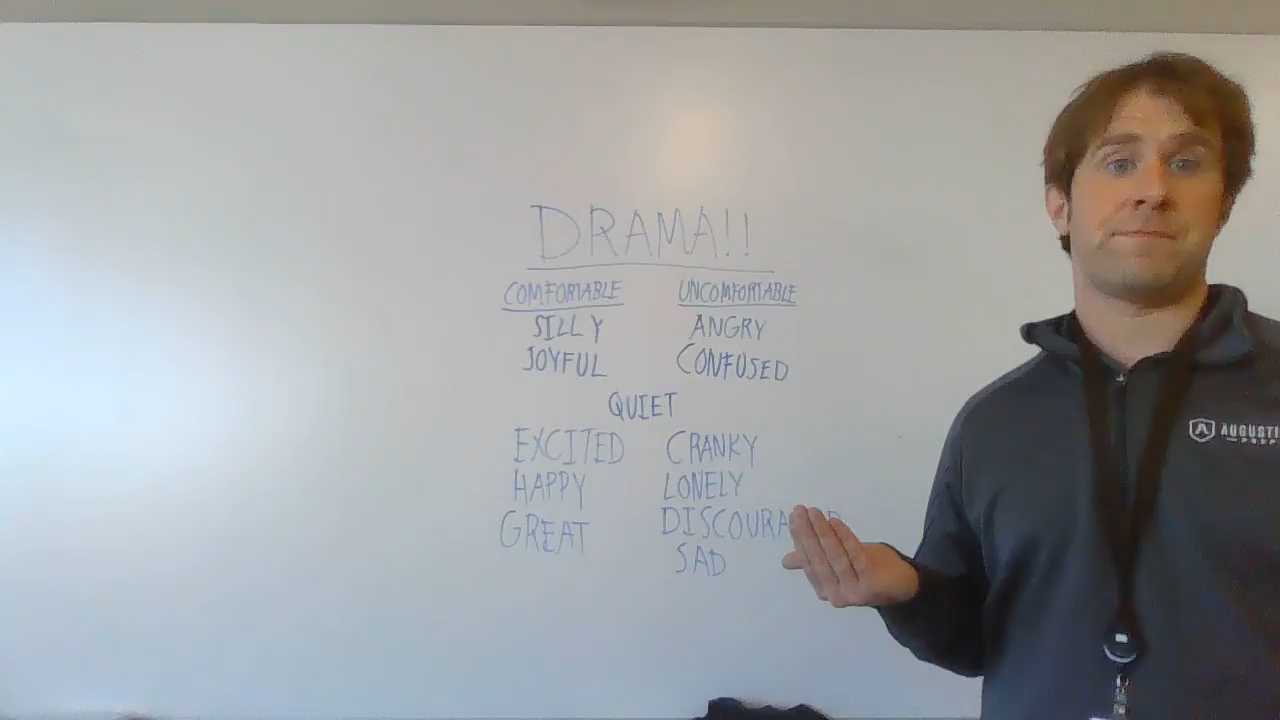 DRAMA!!
COMFORTABLE UNCOMFORTABLE
SILLY ANGRY
JOYFUL CONFUSED
QUIET
EXCITED CRANKY
HAPPY LONELY
GREAT
SAD